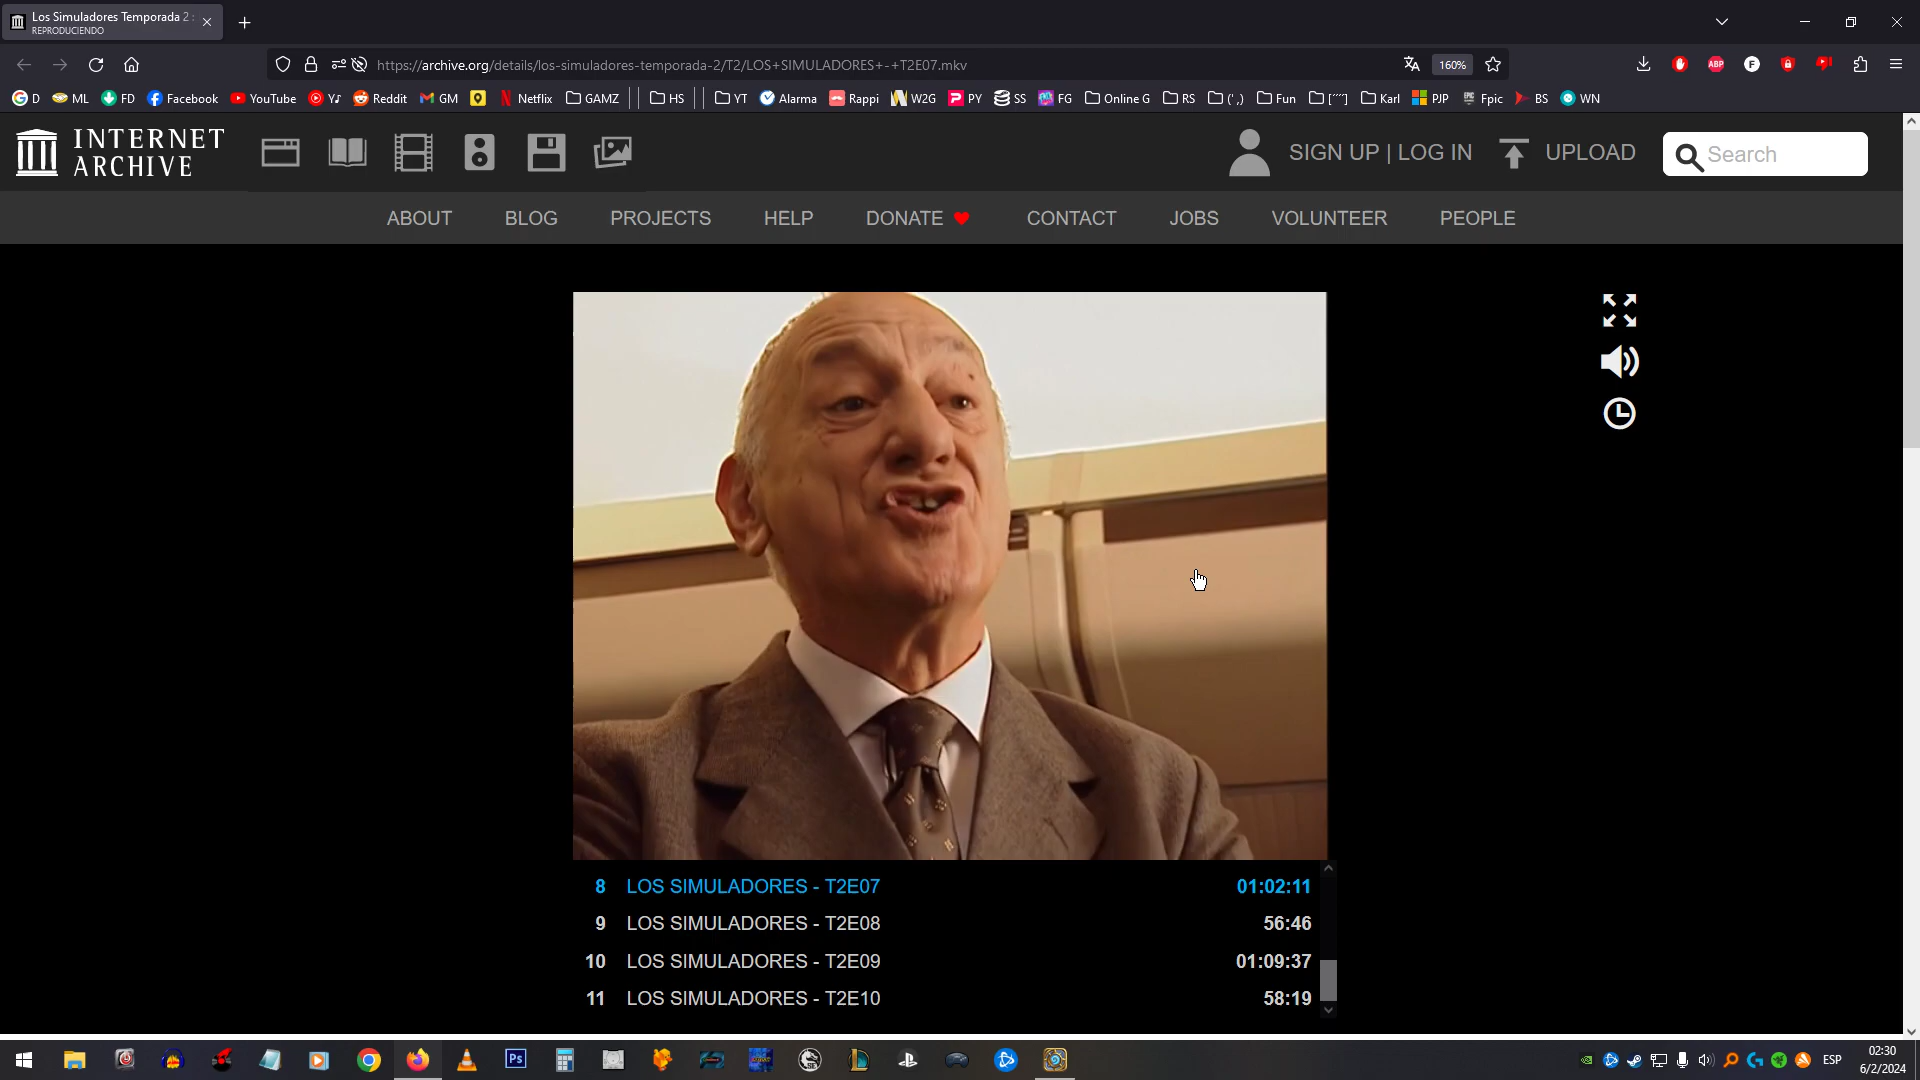 Los Simuladores Temporada 2 :
REPRODUCIENDO
https://archive.org/details/los-simuladores-temporada-2/T2/LOS+SIMULADORES+-+T2E07.mkv
160%
ABP
F
D
ML
FD
Facebook
YouTube
Reddit
GM
Netflix
GAMZ
HS
YT
Alarma
Rappi
W2G
PY
SS
FG
Online G
RS
(',)
Fun
Karl
PJP
Epic
BS
WN
INTERNET
ARCHIVE
SIGN UP | LOG IN
UPLOAD
Search
ABOUT
BLOG
PROJECTS
HELP
DONATE
CONTACT
JOBS
VOLUNTEER
PEOPLE
8 LOS SIMULADORES - T2E07 01:02:11
9 LOS SIMULADORES - T2E08 56:46
10 LOS SIMULADORES - T2E09 01:09:37
11 LOS SIMULADORES - T2E10 58:19
Ps
ESP
02:30
6/2/2024